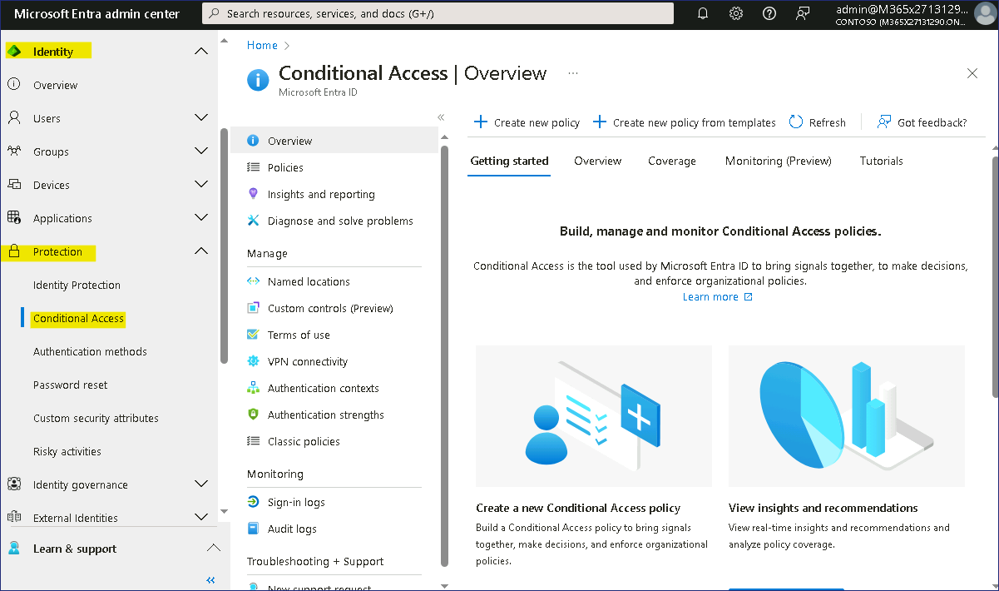 Microsoft Entra admin center
Search resources, services, and docs (G+/)
admin@M365x2713129...
CONTOSO (M365X27131290.ON...
Identity
Overview
Users
Groups
Devices
Applications
Protection
Identity Protection
Conditional Access
Authentication methods
Password reset
Custom security attributes
Risky activities
Identity governance
External Identities
Learn & support
Home
Conditional Access | Overview
...
Microsoft Entra ID
Overview
Policies
Insights and reporting
Diagnose and solve problems
Manage
Named locations
Custom controls (Preview)
Terms of use
VPN connectivity
Authentication contexts
Authentication strengths
Classic policies
Monitoring
Sign-in logs
Audit logs
Troubleshooting + Support
New support request
Create new policy
Create new policy from templates
Refresh
Got feedback?
Getting started
Overview
Coverage
Monitoring (Preview)
Tutorials
Build, manage and monitor Conditional Access policies.
Conditional Access is the tool used by Microsoft Entra ID to bring signals together, to make decisions,
and enforce organizational policies.
Learn more
Create a new Conditional Access policy
Build a Conditional Access policy to bring signals
together, make decisions, and enforce organizational
policies.
View insights and recommendations
View real-time insights and recommendations and
analyze policy coverage.